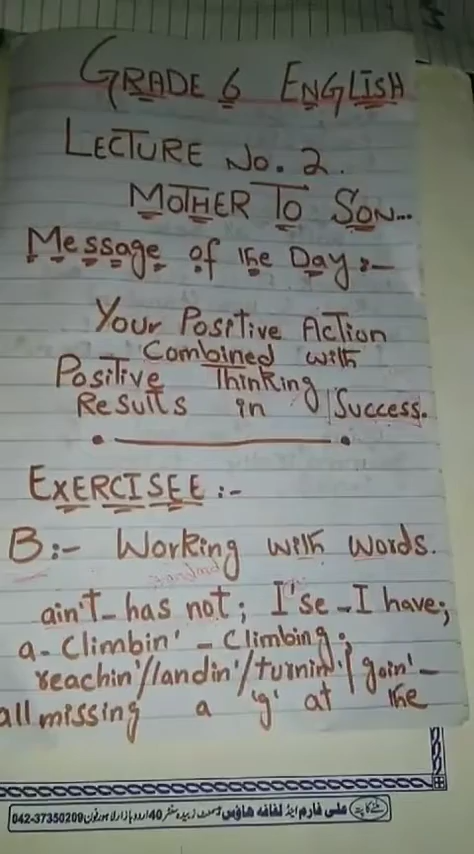 GRADE 6 ENGLISH
LECTURE No. 2.
MOTHER TO SON...
Message of the Day:-
Your Positive Action
Combined with
Positive Thinking
Results in Success.
EXERCISEE:-
B:- Working with words.
ain't - has not; I'se - I have;
a-Climbin' - Climbing;
reachin'/landin'/turnin'/goin' -
all missing a 'g' at the
042-37350209